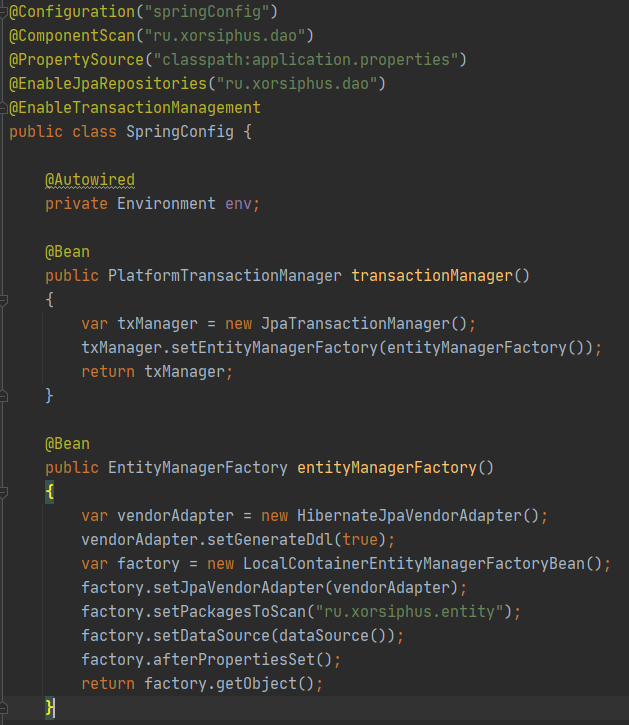 @Configuration("springConfig")
@ComponentScan("ru.xorsiphus.dao")
@PropertySource("classpath:application.properties")
@EnableJpaRepositories("ru.xorsiphus.dao")
@EnableTransactionManagement
public class SpringConfig {
@Autowired
private Environment env;
@Bean
public PlatformTransactionManager transactionManager()
{
var txManager = new JpaTransactionManager();
txManager.setEntityManagerFactory(entityManagerFactory());
return txManager;
}
@Bean
public EntityManagerFactory entityManagerFactory()
{
var vendorAdapter = new HibernateJpaVendorAdapter();
vendorAdapter.setGenerateDdl(true);
var factory = new LocalContainerEntityManagerFactoryBean();
factory.setJpaVendorAdapter(vendorAdapter);
factory.setPackagesToScan("ru.xorsiphus.entity");
factory.setDataSource(dataSource());
factory.afterPropertiesSet();
return factory.getObject();
}